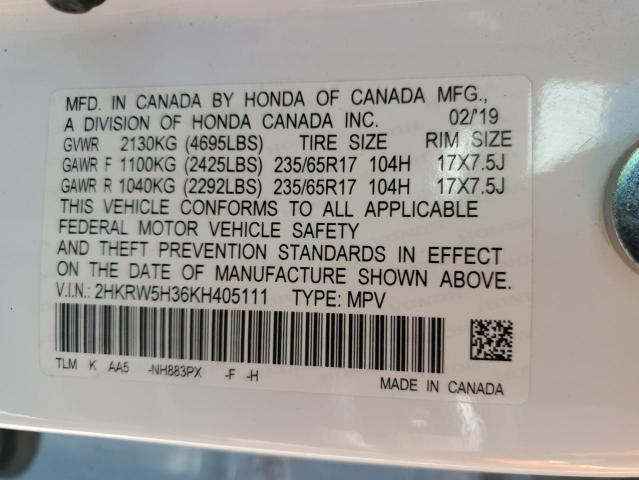 MFD. IN CANADA BY HONDA OF CANADA MFG.,
A DIVISION OF HONDA CANADA INC. 02/'19
GVWR 2130KG (4695LBS) TIRE SIZE RIM SIZE
GAWR F 1100KG (2425LBS) 235/65R17 104H 17X7.5J
GAWR R 1040KG (2292LBS) 235/65R17 104H 17X7.5J
THIS VEHICLE CONFORMS TO ALL APPLICABLE
FEDERAL MOTOR VEHICLE SAFETY
AND THEFT PREVENTION STANDARDS IN EFFECT
ON THE DATE OF MANUFACTURE SHOWN ABOVE.
V.I.N.: 2HKRW5H36KH405111 TYPE: MPV
TLM K AA5 -NH883PX -F -H
MADE IN CANADA